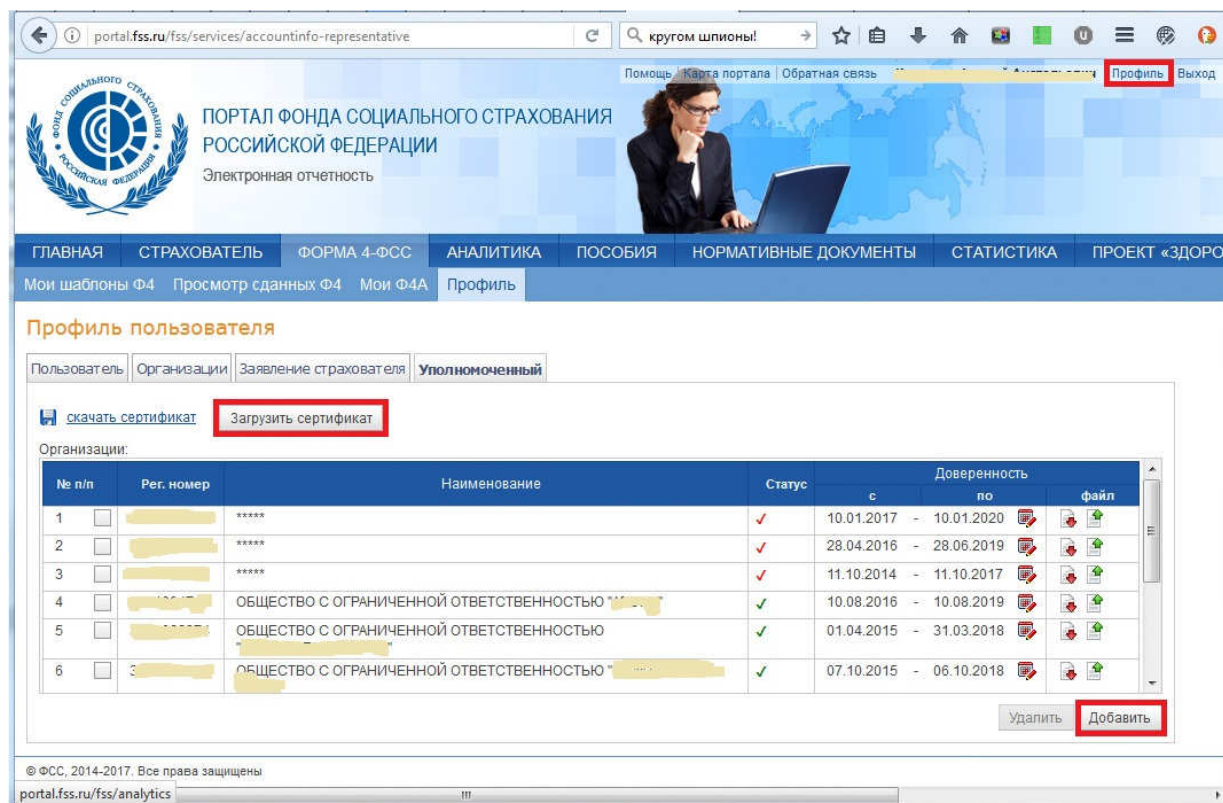 portal.fss.ru/fss/services/accountinfo-representative
кругом шпионы!
Помощь Карта портала Обратная связь Профиль Выход
ФОНД СОЦИАЛЬНОГО СТРАХОВАНИЯ
РОССИЙСКАЯ ФЕДЕРАЦИЯ
ПОРТАЛ ФОНДА СОЦИАЛЬНОГО СТРАХОВАНИЯ
РОССИЙСКОЙ ФЕДЕРАЦИИ
Электронная отчетность
ГЛАВНАЯ СТРАХОВАТЕЛЬ ФОРМА 4-ФСС АНАЛИТИКА ПОСОБИЯ НОРМАТИВНЫЕ ДОКУМЕНТЫ СТАТИСТИКА ПРОЕКТ «ЗДОРО
Мои шаблоны Ф4 Просмотр сданных Ф4 Мои Ф4А Профиль
Профиль пользователя
Пользователь Организации Заявление страхователя Уполномоченный
скачать сертификат Загрузить сертификат
Организации:
№ п/п Рег. номер Наименование Статус Доверенность
с по файл
1 ***** 10.01.2017 - 10.01.2020
2 ***** 28.04.2016 - 28.06.2019
3 ***** 11.10.2014 - 11.10.2017
4 ОБЩЕСТВО С ОГРАНИЧЕННОЙ ОТВЕТСТВЕННОСТЬЮ " " 10.08.2016 - 10.08.2019
5 ОБЩЕСТВО С ОГРАНИЧЕННОЙ ОТВЕТСТВЕННОСТЬЮ 01.04.2015 - 31.03.2018
" "
6 ОБЩЕСТВО С ОГРАНИЧЕННОЙ ОТВЕТСТВЕННОСТЬЮ " 07.10.2015 - 06.10.2018
Удалить Добавить
© ФСС, 2014-2017. Все права защищены
portal.fss.ru/fss/analytics